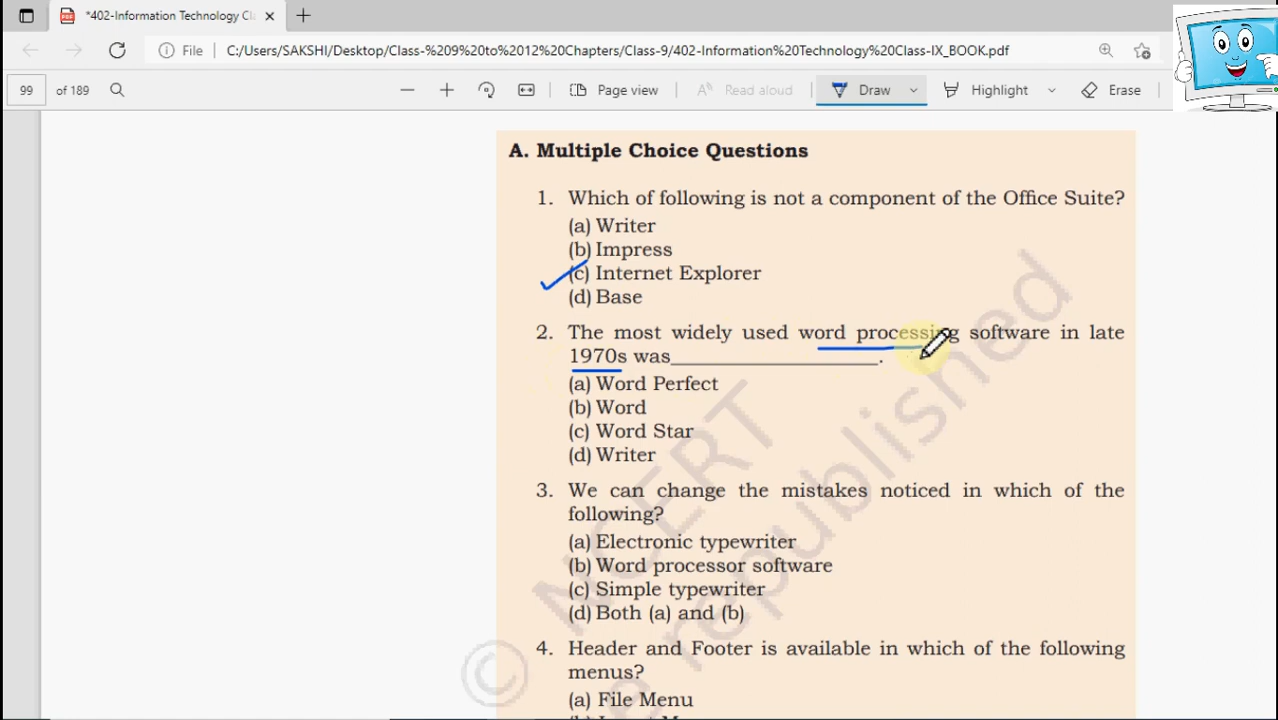 *402-Information Technology Cl
File
C:/Users/SAKSHI/Desktop/Class-%209%20to%2012%20Chapters/Class-9/402-Information%20Technology%20Class-IX_BOOK.pdf
99 of 189
Page view
Read aloud
Draw
Highlight
Erase
A. Multiple Choice Questions
1. Which of following is not a component of the Office Suite?
(a) Writer
(b) Impress
(c) Internet Explorer
(d) Base
2. The most widely used word processing software in late
1970s was____________________.
(a) Word Perfect
(b) Word
(c) Word Star
(d) Writer
3. We can change the mistakes noticed in which of the
following?
(a) Electronic typewriter
(b) Word processor software
(c) Simple typewriter
(d) Both (a) and (b)
4. Header and Footer is available in which of the following
menus?
(a) File Menu
© NCERT
republished